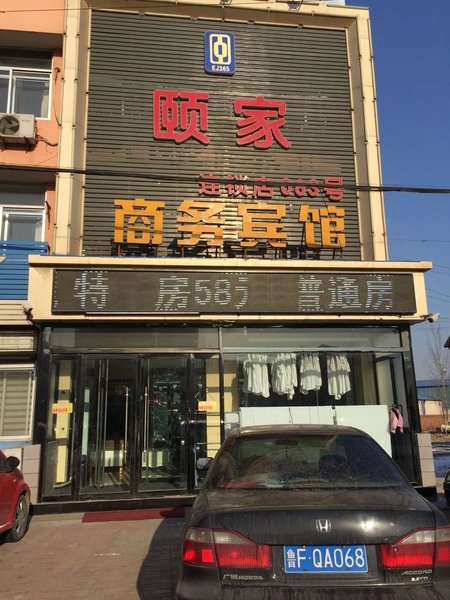 EJ365
颐家
连锁店 063号
商务宾馆
特 房58 普通房
鲁F·QA068
HONDA
ACCORD